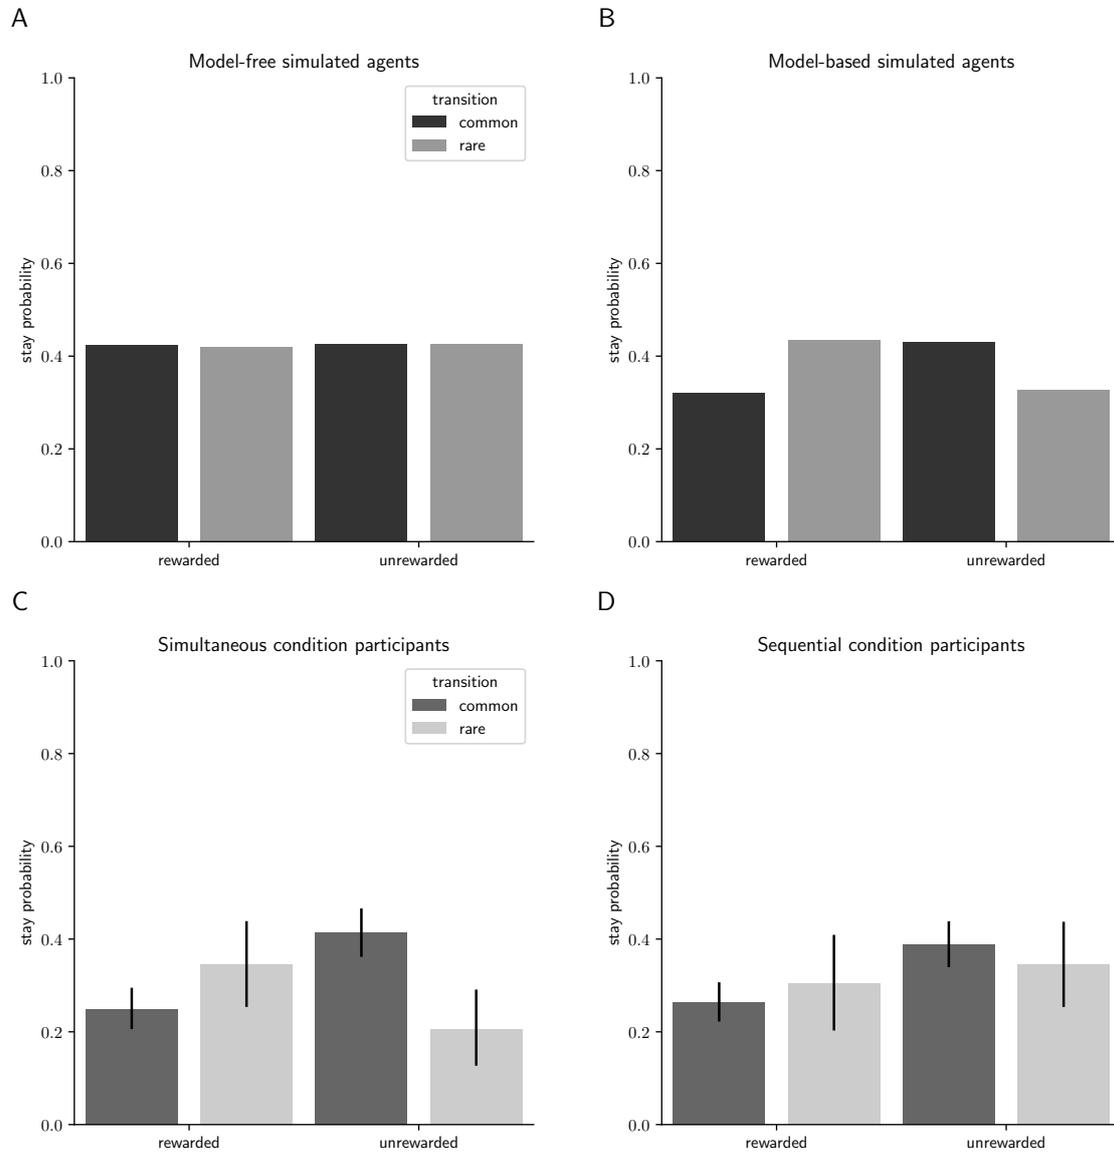 A
Model-free simulated agents
transition
common
rare
stay probability
1.0
0.8
0.6
0.4
0.2
0.0
rewarded
unrewarded
B
Model-based simulated agents
stay probability
1.0
0.8
0.6
0.4
0.2
0.0
rewarded
unrewarded
C
Simultaneous condition participants
transition
common
rare
stay probability
1.0
0.8
0.6
0.4
0.2
0.0
rewarded
unrewarded
D
Sequential condition participants
stay probability
1.0
0.8
0.6
0.4
0.2
0.0
rewarded
unrewarded